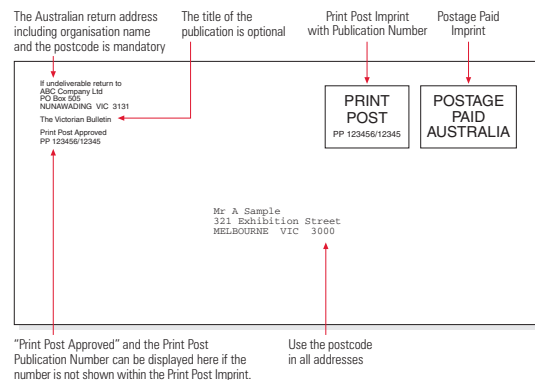 The Australian return address
including organisation name
and the postcode is mandatory
The title of the
publication is optional
Print Post Imprint
with Publication Number
Postage Paid
Imprint
If undeliverable return to
ABC Company Ltd
PO Box 505
NUNAWADING VIC 3131
The Victorian Bulletin
Print Post Approved
PP 123456/12345
PRINT
POST
PP 123456/12345
POSTAGE
PAID
AUSTRALIA
Mr A Sample
321 Exhibition Street
MELBOURNE VIC 3000
"Print Post Approved" and the Print Post
Publication Number can be displayed here if the
number is not shown within the Print Post Imprint.
Use the postcode
in all addresses